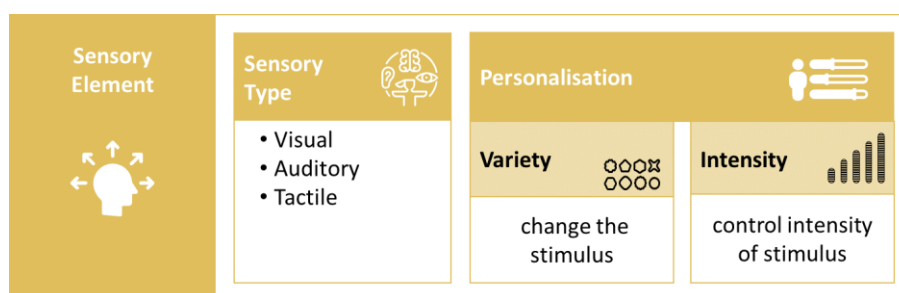 Sensory
Element
Sensory
Type
• Visual
• Auditory
• Tactile
Personalisation
Variety
change the
stimulus
Intensity
control intensity
of stimulus